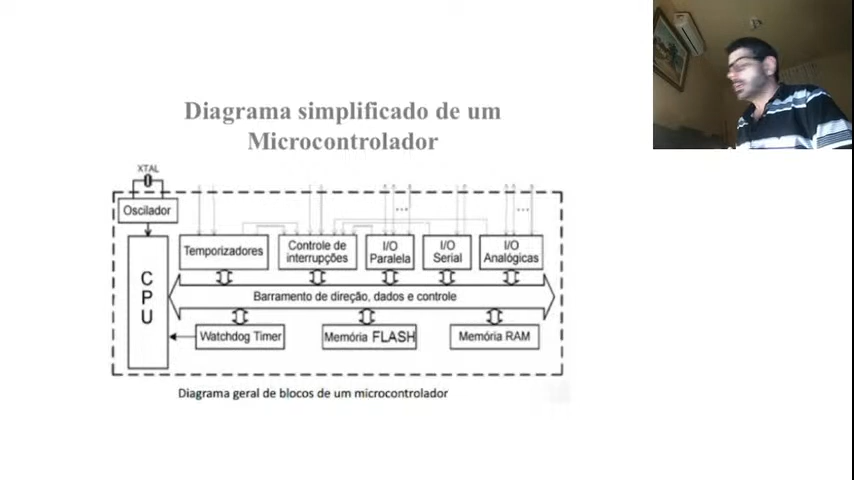 Diagrama simplificado de um
Microcontrolador
XTAL
Oscilador
Temporizadores
Controle de
interrupções
I/O
Paralela
I/O
Serial
I/O
Analógicas
...
...
C
P
U
Barramento de direção, dados e controle
Watchdog Timer
Memória FLASH
Memória RAM
Diagrama geral de blocos de um microcontrolador